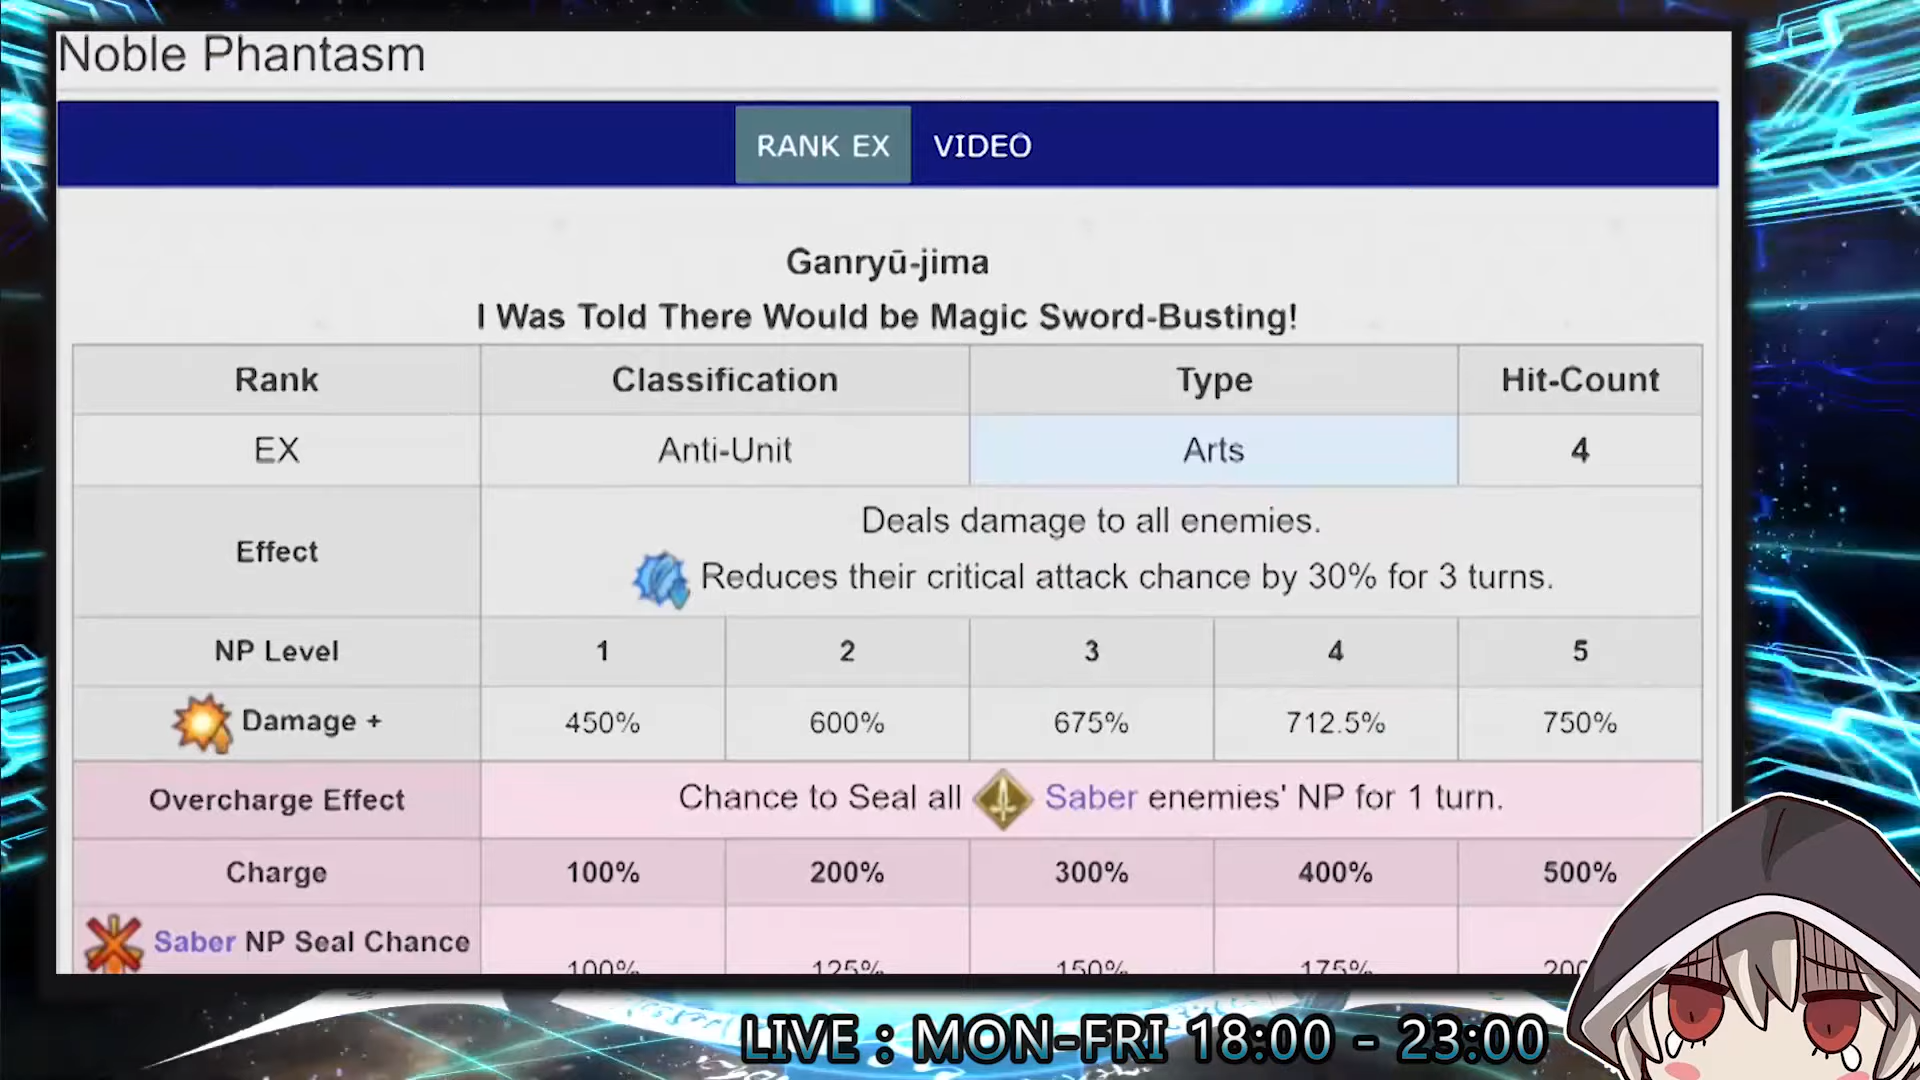 Noble Phantasm
RANK EX VIDEO
Ganryū-jima
I Was Told There Would be Magic Sword-Busting!
Rank Classification Type Hit-Count
EX Anti-Unit Arts 4
Effect
Deals damage to all enemies.
Reduces their critical attack chance by 30% for 3 turns.
NP Level 1 2 3 4 5
Damage + 450% 600% 675% 712.5% 750%
Overcharge Effect Chance to Seal all Saber enemies' NP for 1 turn.
Charge 100% 200% 300% 400% 500%
Saber NP Seal Chance
100% 125% 150% 175%
LIVE : MON-FRI 18:00 - 23:00